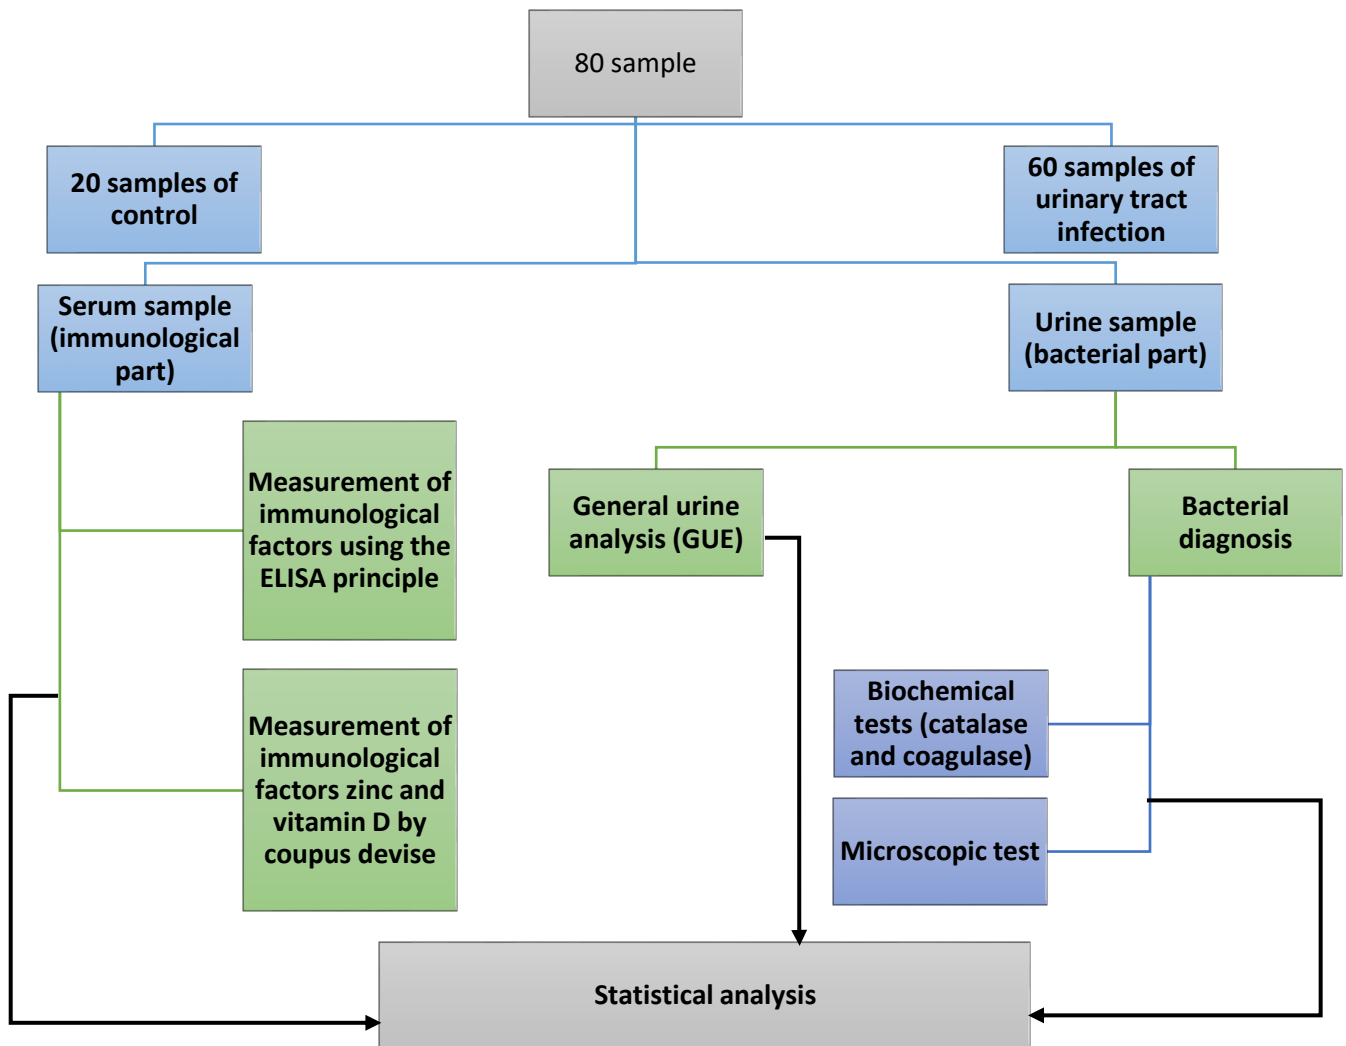 80 sample
20 samples of
control
60 samples of
urinary tract
infection
Serum sample
(immunological
part)
Urine sample
(bacterial part)
Measurement of
immunological
factors using the
ELISA principle
General urine
analysis (GUE)
Bacterial
diagnosis
Measurement of
immunological
factors zinc and
vitamin D by
coupus devise
Biochemical
tests (catalase
and coagulase)
Microscopic test
Statistical analysis